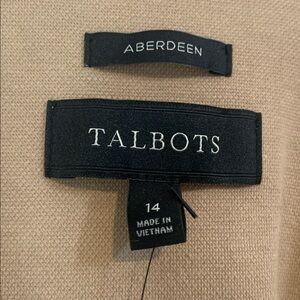 ABERDEEN
TALBOTS
14
MADE IN
VIETNAM